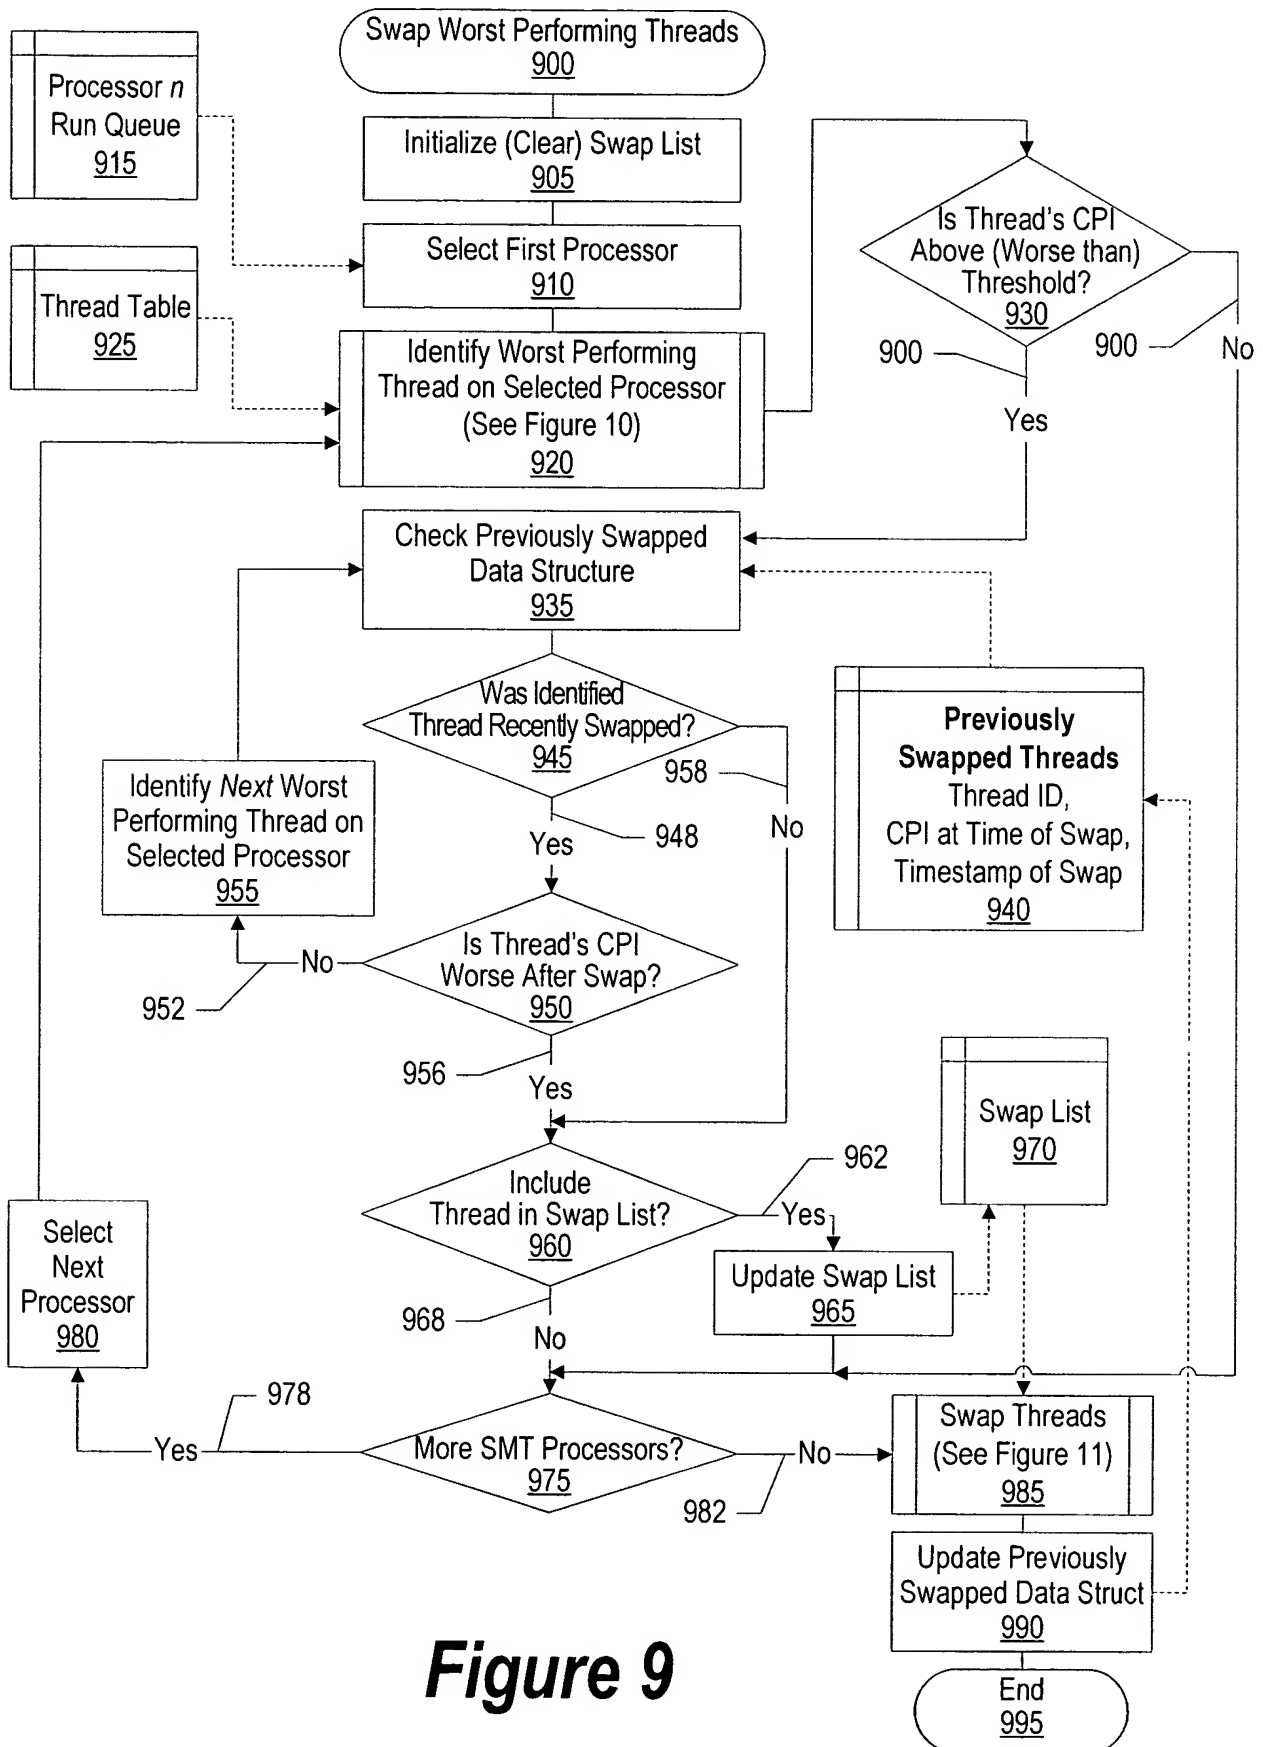 Swap Worst Performing Threads
900
Processor n
Run Queue
915
Initialize (Clear) Swap List
905
Select First Processor
910
Thread Table
925
Identify Worst Performing
Thread on Selected Processor
(See Figure 10)
920
Is Thread's CPI
Above (Worse than)
Threshold?
930
900
900
No
Yes
Check Previously Swapped
Data Structure
935
Was Identified
Thread Recently Swapped?
945
958
No
948
Yes
Previously
Swapped Threads
Thread ID,
CPI at Time of Swap,
Timestamp of Swap
940
Identify Next Worst
Performing Thread on
Selected Processor
955
Is Thread's CPI
Worse After Swap?
950
No
952
956
Yes
Swap List
970
Include
Thread in Swap List?
960
962
Yes
Update Swap List
965
968
No
Select
Next
Processor
980
978
Yes
More SMT Processors?
975
No
982
Swap Threads
(See Figure 11)
985
Update Previously
Swapped Data Struct
990
End
995
Figure 9